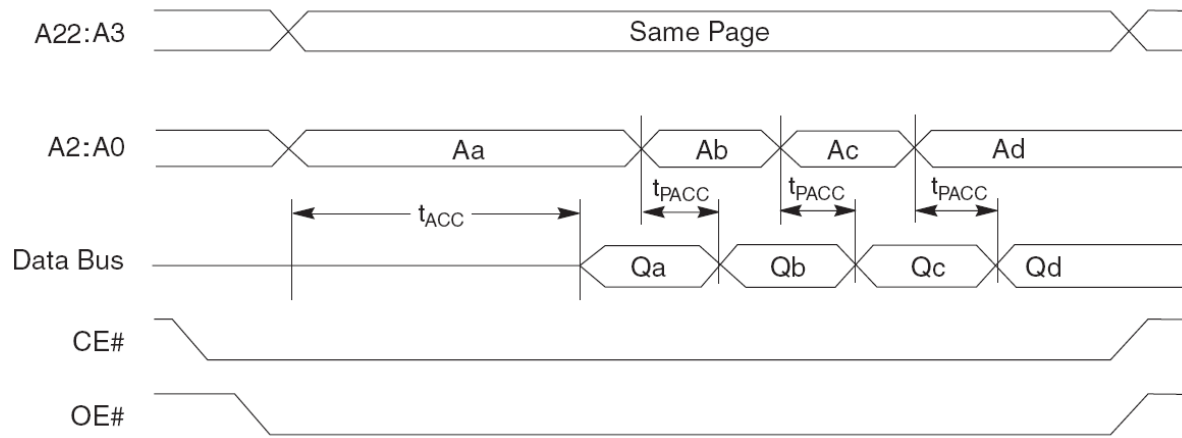 A22:A3 Same Page
A2:A0 Aa Ab Ac Ad
tACC tPACC tPACC tPACC
Data Bus Qa Qb Qc Qd
CE#
OE#